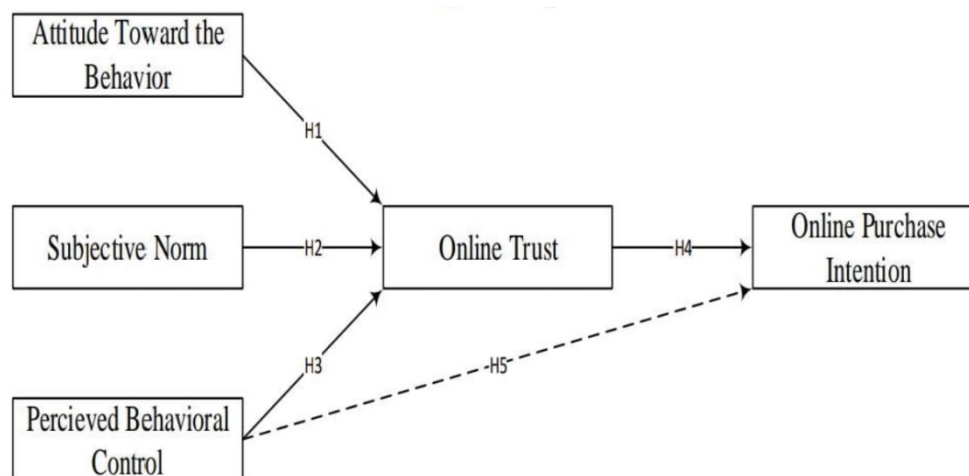 Attitude Toward the
Behavior
H1
Subjective Norm
H2
Online Trust
H4
Online Purchase
Intention
H3
H5
Percieved Behavioral
Control